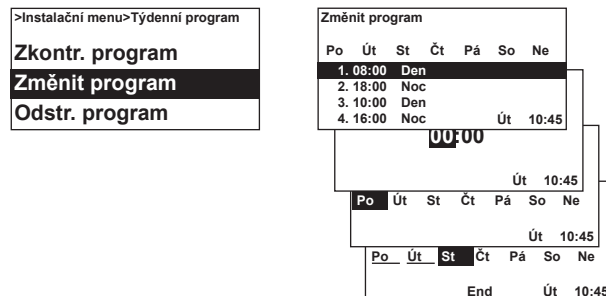 >Instalační menu>Týdenní program
Zkontr. program
Změnit program
Odstr. program
Změnit program
Po Út St Čt Pá So Ne
1. 08:00 Den
2. 18:00 Noc
3. 10:00 Den
4. 16:00 Noc Út 10:45
00:00
Út 10:45
Po Út St Čt Pá So Ne
Út 10:45
Po Út St Čt Pá So Ne
End Út 10:45